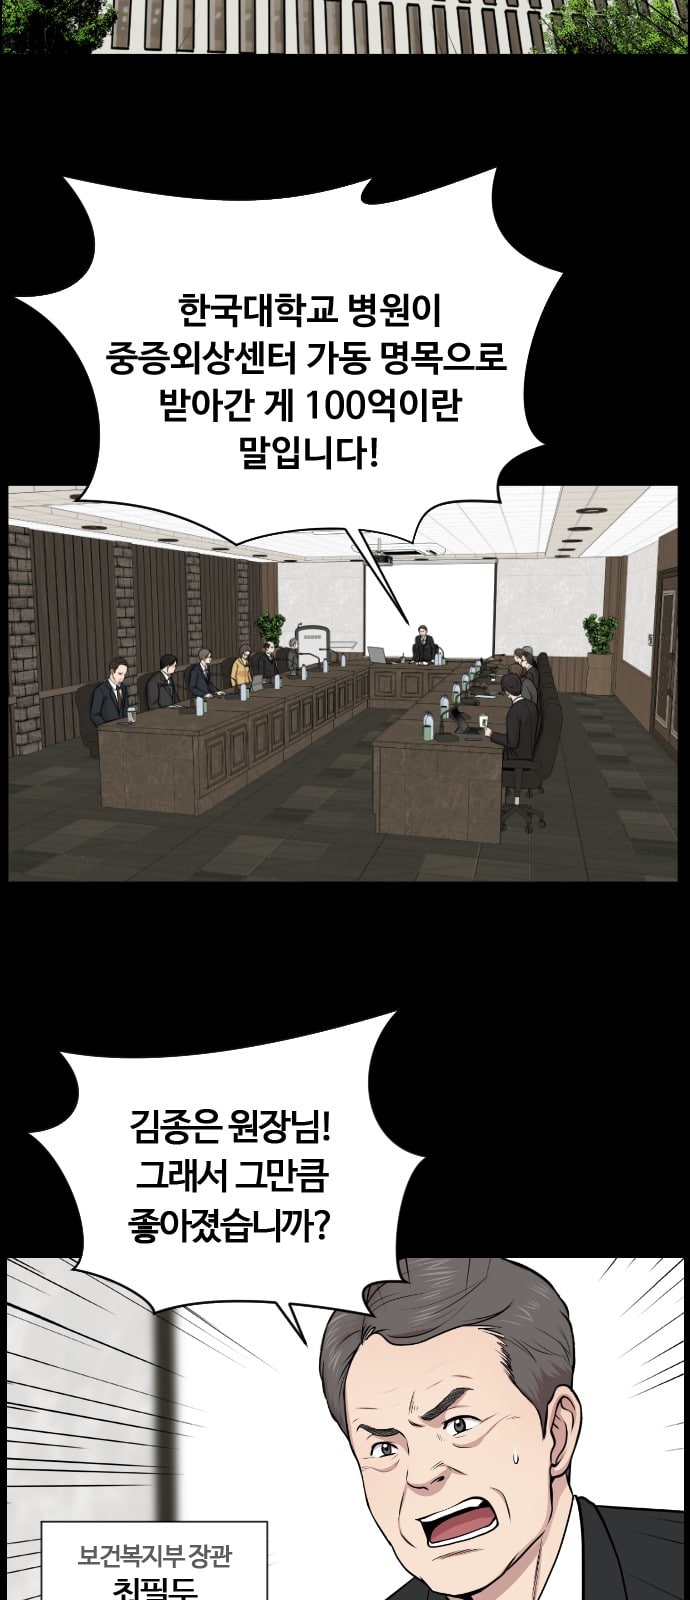 한국대학교 병원이
중증외상센터 가동 명목으로
받아간 게 100억이란
말입니다!
김종은 원장님!
그래서 그만큼
좋아졌습니까?
보건복지부 장관
최필두